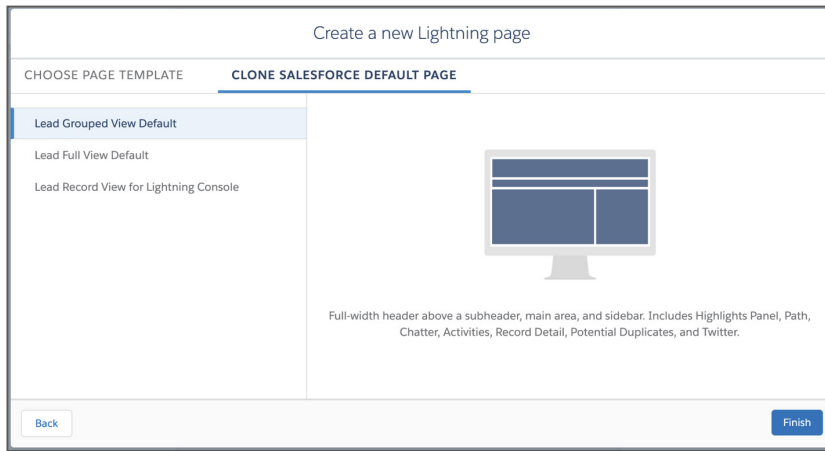 Create a new Lightning page
CHOOSE PAGE TEMPLATE
CLONE SALESFORCE DEFAULT PAGE
Lead Grouped View Default
Lead Full View Default
Lead Record View for Lightning Console
Full-width header above a subheader, main area, and sidebar. Includes Highlights Panel, Path,
Chatter, Activities, Record Detail, Potential Duplicates, and Twitter.
Back
Finish